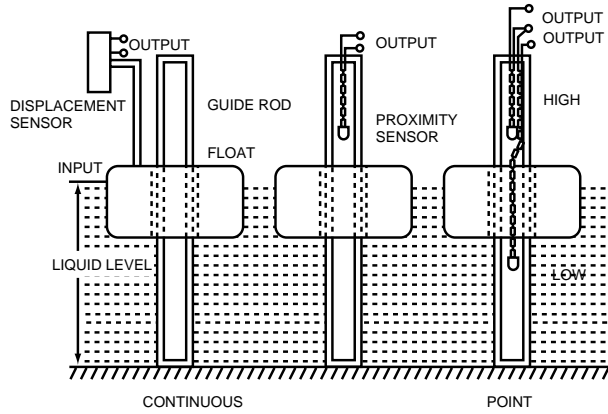 OUTPUT
DISPLACEMENT
SENSOR
GUIDE ROD
FLOAT
INPUT
LIQUID LEVEL
CONTINUOUS
OUTPUT
PROXIMITY
SENSOR
OUTPUT
OUTPUT
HIGH
LOW
POINT